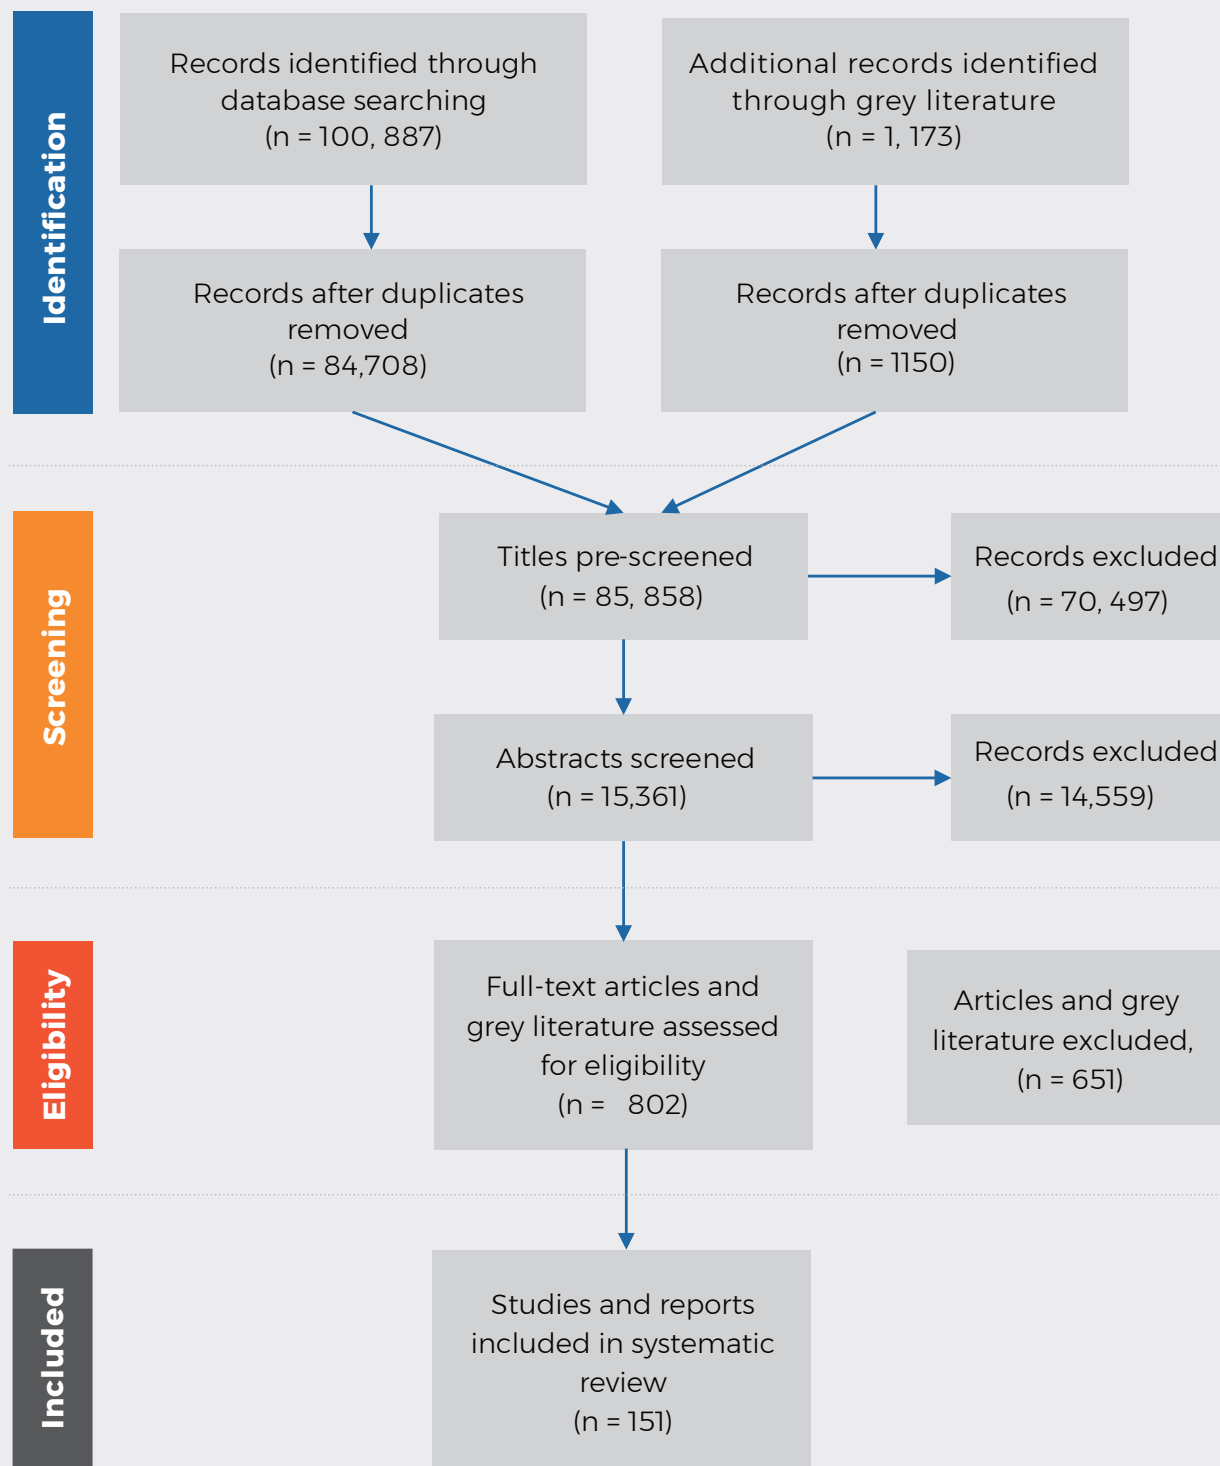 Identification
Records identified through
database searching
(n = 100, 887)
Additional records identified
through grey literature
(n = 1, 173)
Records after duplicates
removed
(n = 84,708)
Records after duplicates
removed
(n = 1150)
Screening
Titles pre-screened
(n = 85, 858)
Records excluded
(n = 70, 497)
Abstracts screened
(n = 15,361)
Records excluded
(n = 14,559)
Eligibility
Full-text articles and
grey literature assessed
for eligibility
(n =   802)
Articles and grey
literature excluded,
(n = 651)
Included
Studies and reports
included in systematic
review
(n = 151)